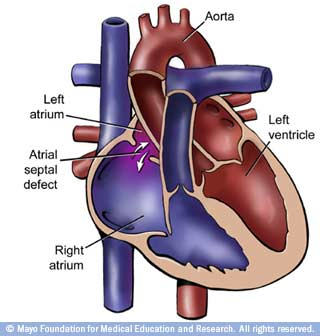 Aorta
Left
atrium
Left
ventricle
Atrial
septal
defect
Right
atrium
© Mayo Foundation for Medical Education and Research. All rights reserved.